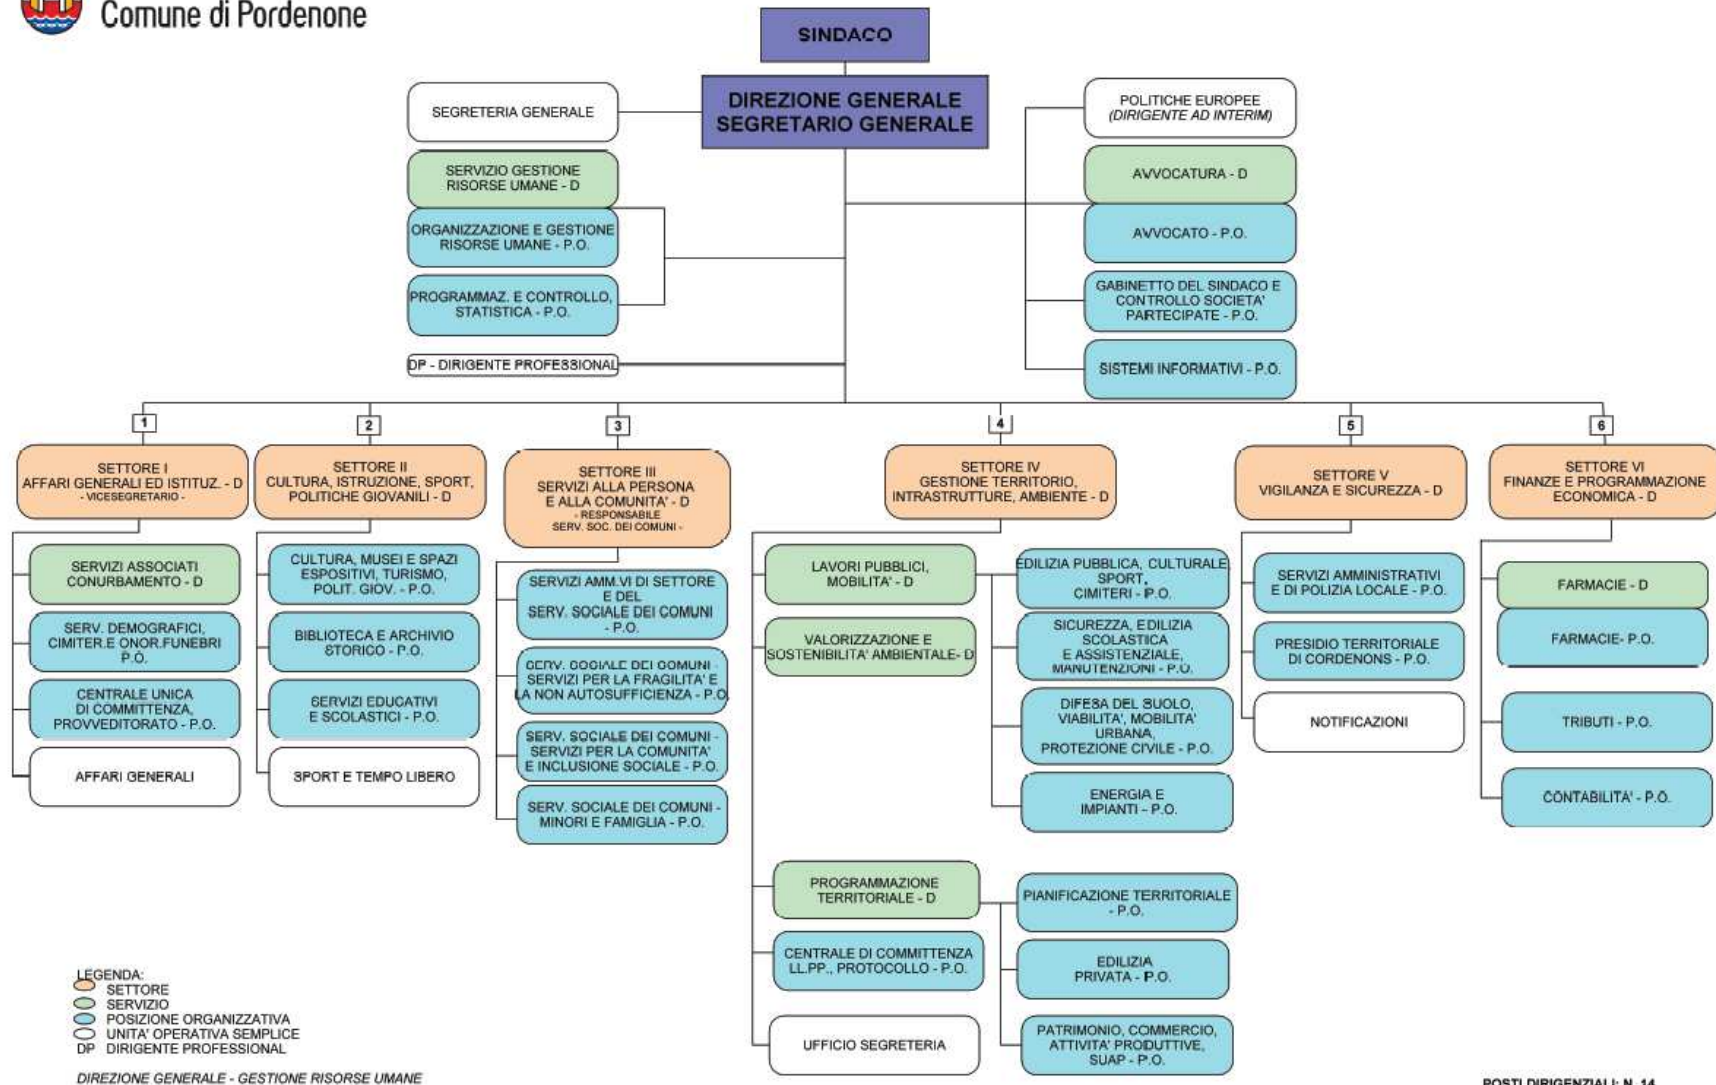 Comune di Pordenone
SINDACO
DIREZIONE GENERALE
SEGRETARIO GENERALE
SEGRETERIA GENERALE
SERVIZIO GESTIONE
RISORSE UMANE - D
ORGANIZZAZIONE E GESTIONE
RISORSE UMANE - P.O.
PROGRAMMAZ. E CONTROLLO,
STATISTICA - P.O.
DP - DIRIGENTE PROFESSIONAL
POLITICHE EUROPEE
(DIRIGENTE AD INTERIM)
AVVOCATURA - D
AVVOCATO - P.O.
GABINETTO DEL SINDACO E
CONTROLLO SOCIETA'
PARTECIPATE - P.O.
SISTEMI INFORMATIVI - P.O.
1
SETTORE I
AFFARI GENERALI ED ISTITUZ. - D
- VICESEGRETARIO -
SERVIZI ASSOCIATI
CONURBAMENTO - D
SERV. DEMOGRAFICI,
CIMITER.E ONOR.FUNEBRI
P.O.
CENTRALE UNICA
DI COMMITTENZA,
PROVVEDITORATO - P.O.
AFFARI GENERALI
2
SETTORE II
CULTURA, ISTRUZIONE, SPORT,
POLITICHE GIOVANILI - D
CULTURA, MUSEI E SPAZI
ESPOSITIVI, TURISMO,
POLIT. GIOV. - P.O.
BIBLIOTECA E ARCHIVIO
STORICO - P.O.
SERVIZI EDUCATIVI
E SCOLASTICI - P.O.
SPORT E TEMPO LIBERO
3
SETTORE III
SERVIZI ALLA PERSONA
E ALLA COMUNITA' - D
- RESPONSABILE
SERV. SOC. DEI COMUNI -
SERVIZI AMM.VI DI SETTORE
E DEL
SERV. SOCIALE DEI COMUNI
- P.O.
SERV. SOCIALE DEI COMUNI -
SERVIZI PER LA FRAGILITA' E
LA NON AUTOSUFFICIENZA - P.O.
SERV. SOCIALE DEI COMUNI -
SERVIZI PER LA COMUNITA'
E INCLUSIONE SOCIALE - P.O.
SERV. SOCIALE DEI COMUNI -
MINORI E FAMIGLIA - P.O.
4
SETTORE IV
GESTIONE TERRITORIO,
INTRASTRUTTURE, AMBIENTE - D
LAVORI PUBBLICI,
MOBILITA' - D
VALORIZZAZIONE E
SOSTENIBILITA' AMBIENTALE- D
EDILIZIA PUBBLICA, CULTURALE,
SPORT,
CIMITERI - P.O.
SICUREZZA, EDILIZIA
SCOLASTICA
E ASSISTENZIALE,
MANUTENZIONI - P.O.
DIFESA DEL SUOLO,
VIABILITA', MOBILITA'
URBANA,
PROTEZIONE CIVILE - P.O.
ENERGIA E
IMPIANTI - P.O.
PROGRAMMAZIONE
TERRITORIALE - D
CENTRALE DI COMMITTENZA
LL.PP., PROTOCOLLO - P.O.
UFFICIO SEGRETERIA
PIANIFICAZIONE TERRITORIALE
- P.O.
EDILIZIA
PRIVATA - P.O.
PATRIMONIO, COMMERCIO,
ATTIVITA' PRODUTTIVE,
SUAP - P.O.
5
SETTORE V
VIGILANZA E SICUREZZA - D
SERVIZI AMMINISTRATIVI
E DI POLIZIA LOCALE - P.O.
PRESIDIO TERRITORIALE
DI CORDENONS - P.O.
NOTIFICAZIONI
6
SETTORE VI
FINANZE E PROGRAMMAZIONE
ECONOMICA - D
FARMACIE - D
FARMACIE- P.O.
TRIBUTI - P.O.
CONTABILITA' - P.O.
LEGENDA:
SETTORE
SERVIZIO
POSIZIONE ORGANIZZATIVA
UNITA' OPERATIVA SEMPLICE
DP DIRIGENTE PROFESSIONAL
DIREZIONE GENERALE - GESTIONE RISORSE UMANE
POSTI DIRIGENZIALI: N. 14